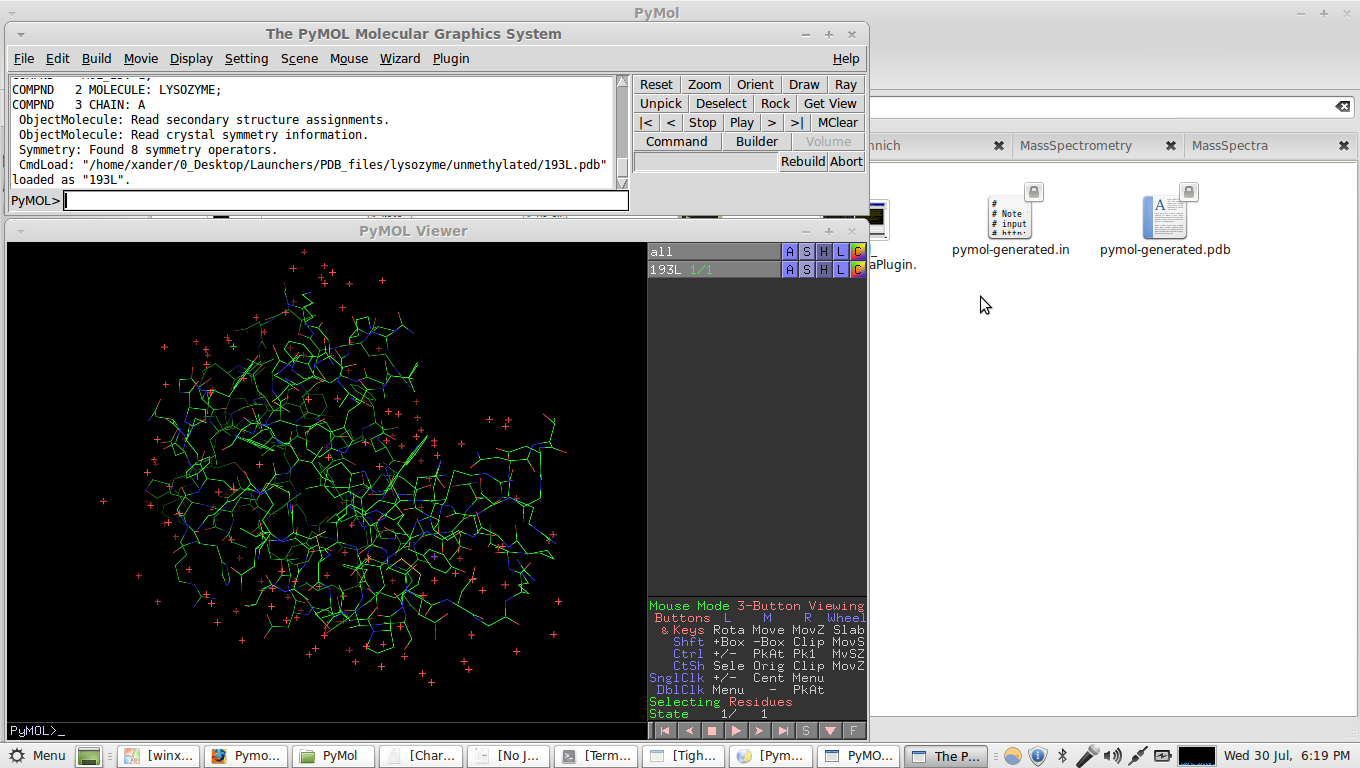 PyMol
The PyMOL Molecular Graphics System
File Edit Build Movie Display Setting Scene Mouse Wizard Plugin Help
COMPND 2 MOLECULE: LYSOZYME;
COMPND 3 CHAIN: A
ObjectMolecule: Read secondary structure assignments.
ObjectMolecule: Read crystal symmetry information.
Symmetry: Found 8 symmetry operators.
CmdLoad: "/home/xander/0_Desktop/Launchers/PDB_files/lysozyme/unmethylated/193L.pdb"
loaded as "193L".
PyMOL>
Reset Zoom Orient Draw Ray
Unpick Deselect Rock Get View
|< < Stop Play > >| MClear
Command Builder Volume
Rebuild Abort
nnich MassSpectrometry MassSpectra
#
# Note
# input
# http:
A
aPlugin.
pymol-generated.in
pymol-generated.pdb
PyMOL Viewer
all A S H L C
193L 1/1 A S H L C
Mouse Mode 3-Button Viewing
Buttons L M R Wheel
& Keys Rota Move MovZ Slab
Shft +Box -Box Clip MovS
Ctrl +/- PkAt Pk1 MvSZ
CtSh Sele Orig Clip MovZ
SnglClk +/- Cent Menu
DblClk Menu - PkAt
Selecting Residues
State 1/ 1
PyMOL>_
S F
Menu [winx... Pymo... PyMol [Char... [No J... [Term... [Tigh... [Pym... PyMO... The P... Wed 30 Jul, 6:19 PM